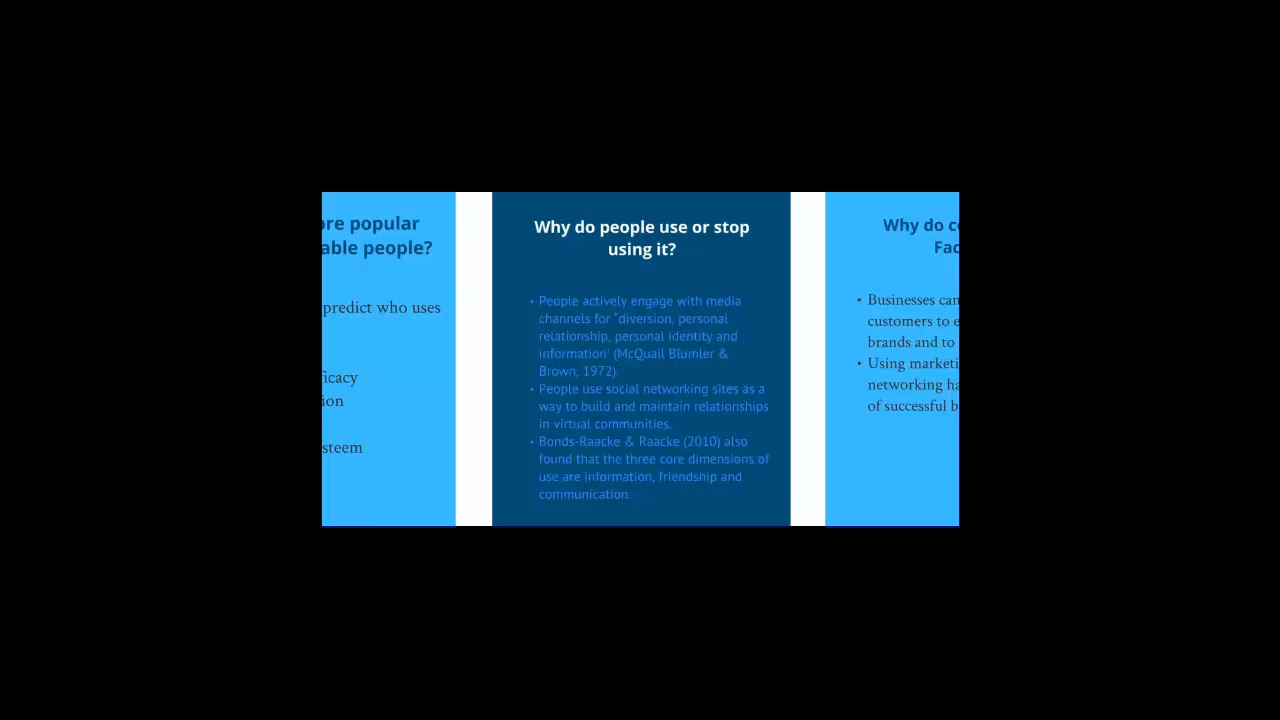 ore popular
able people?
predict who uses
ficacy
ion
steem
Why do people use or stop
using it?
• People actively engage with media
channels for "diversion, personal
relationship, personal identity and
information' (McQuail Blumler &
Brown, 1972).
• People use social networking sites as a
way to build and maintain relationships
in virtual communities.
• Bonds-Raacke & Raacke (2010) also
found that the three core dimensions of
use are information, friendship and
communication.
Why do c
Fac
• Businesses can
customers to e
brands and to
• Using marketi
networking ha
of successful b